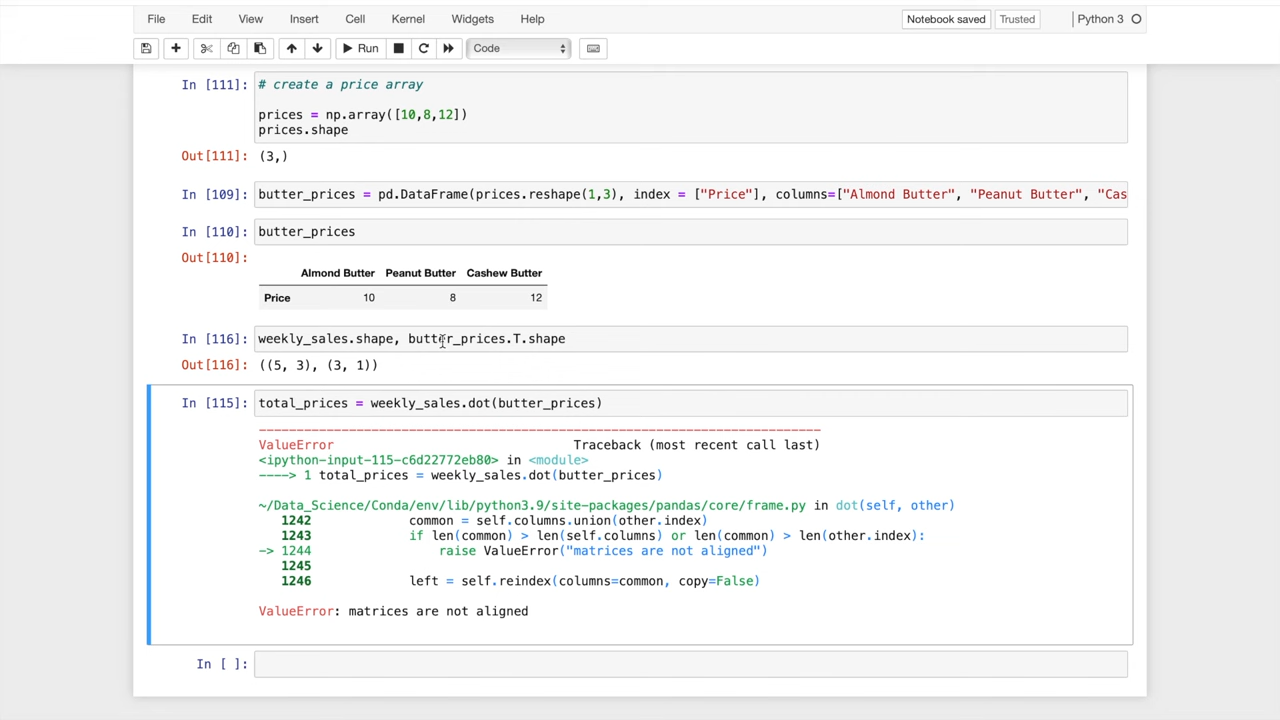 File Edit View Insert Cell Kernel Widgets Help Notebook saved Trusted Python 3
Run Code
In [111]: # create a price array
prices = np.array([10,8,12])
prices.shape
Out[111]: (3,)
In [109]: butter_prices = pd.DataFrame(prices.reshape(1,3), index = ["Price"], columns=["Almond Butter", "Peanut Butter", "Cas
In [110]: butter_prices
Out[110]:
Almond Butter Peanut Butter Cashew Butter
Price 10 8 12
In [116]: weekly_sales.shape, butter_prices.T.shape
Out[116]: ((5, 3), (3, 1))
In [115]: total_prices = weekly_sales.dot(butter_prices)
---------------------------------------------------------------------------
ValueError Traceback (most recent call last)
<ipython-input-115-c6d22772eb80> in <module>
----> 1 total_prices = weekly_sales.dot(butter_prices)
~/Data_Science/Conda/env/lib/python3.9/site-packages/pandas/core/frame.py in dot(self, other)
1242 common = self.columns.union(other.index)
1243 if len(common) > len(self.columns) or len(common) > len(other.index):
-> 1244 raise ValueError("matrices are not aligned")
1245
1246 left = self.reindex(columns=common, copy=False)
ValueError: matrices are not aligned
In [ ]: